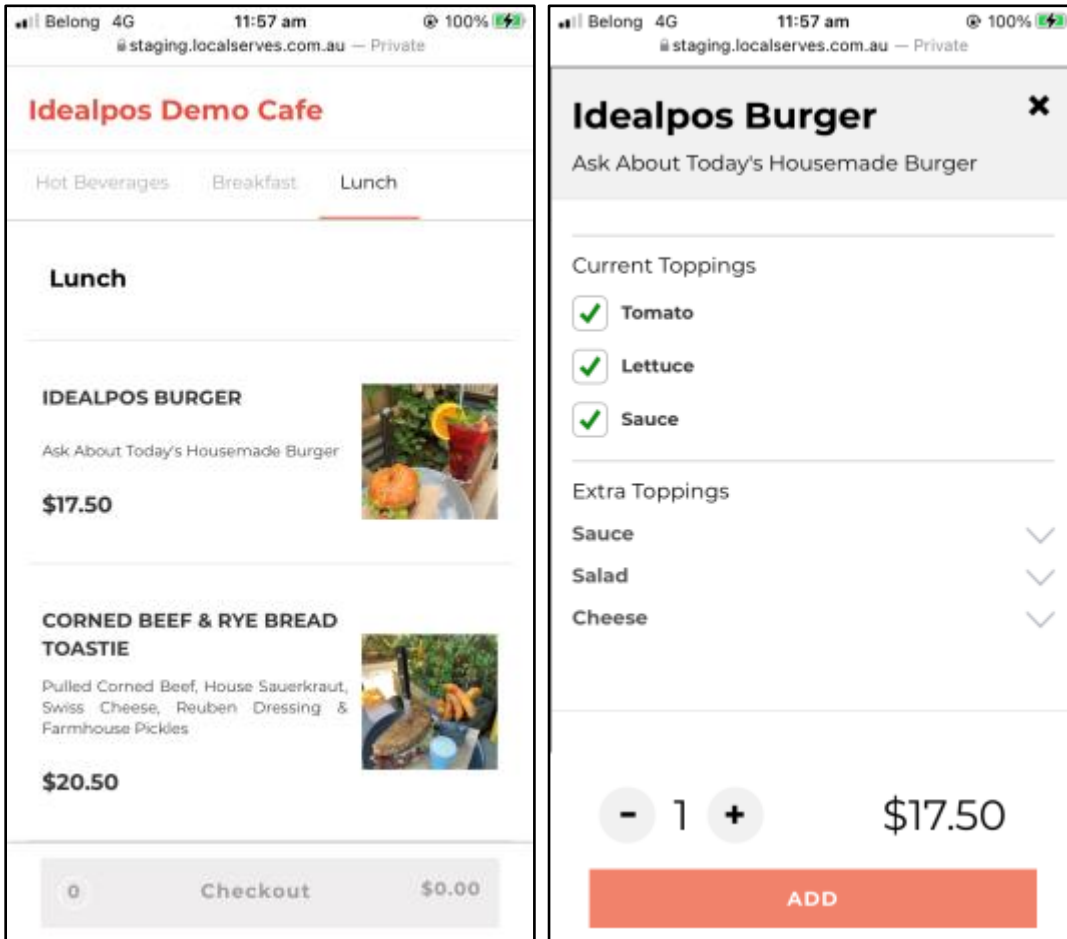 Belong 4G 11:57 am 100%
staging.localserves.com.au — Private
Idealpos Demo Cafe
Hot Beverages Breakfast Lunch
Lunch
IDEALPOS BURGER
Ask About Today's Housemade Burger
$17.50
CORNED BEEF & RYE BREAD
TOASTIE
Pulled Corned Beef, House Sauerkraut,
Swiss Cheese, Reuben Dressing &
Farmhouse Pickles
$20.50
0 Checkout $0.00
Belong 4G 11:57 am 100%
staging.localserves.com.au — Private
Idealpos Burger
Ask About Today's Housemade Burger
Current Toppings
Tomato
Lettuce
Sauce
Extra Toppings
Sauce
Salad
Cheese
- 1 + $17.50
ADD